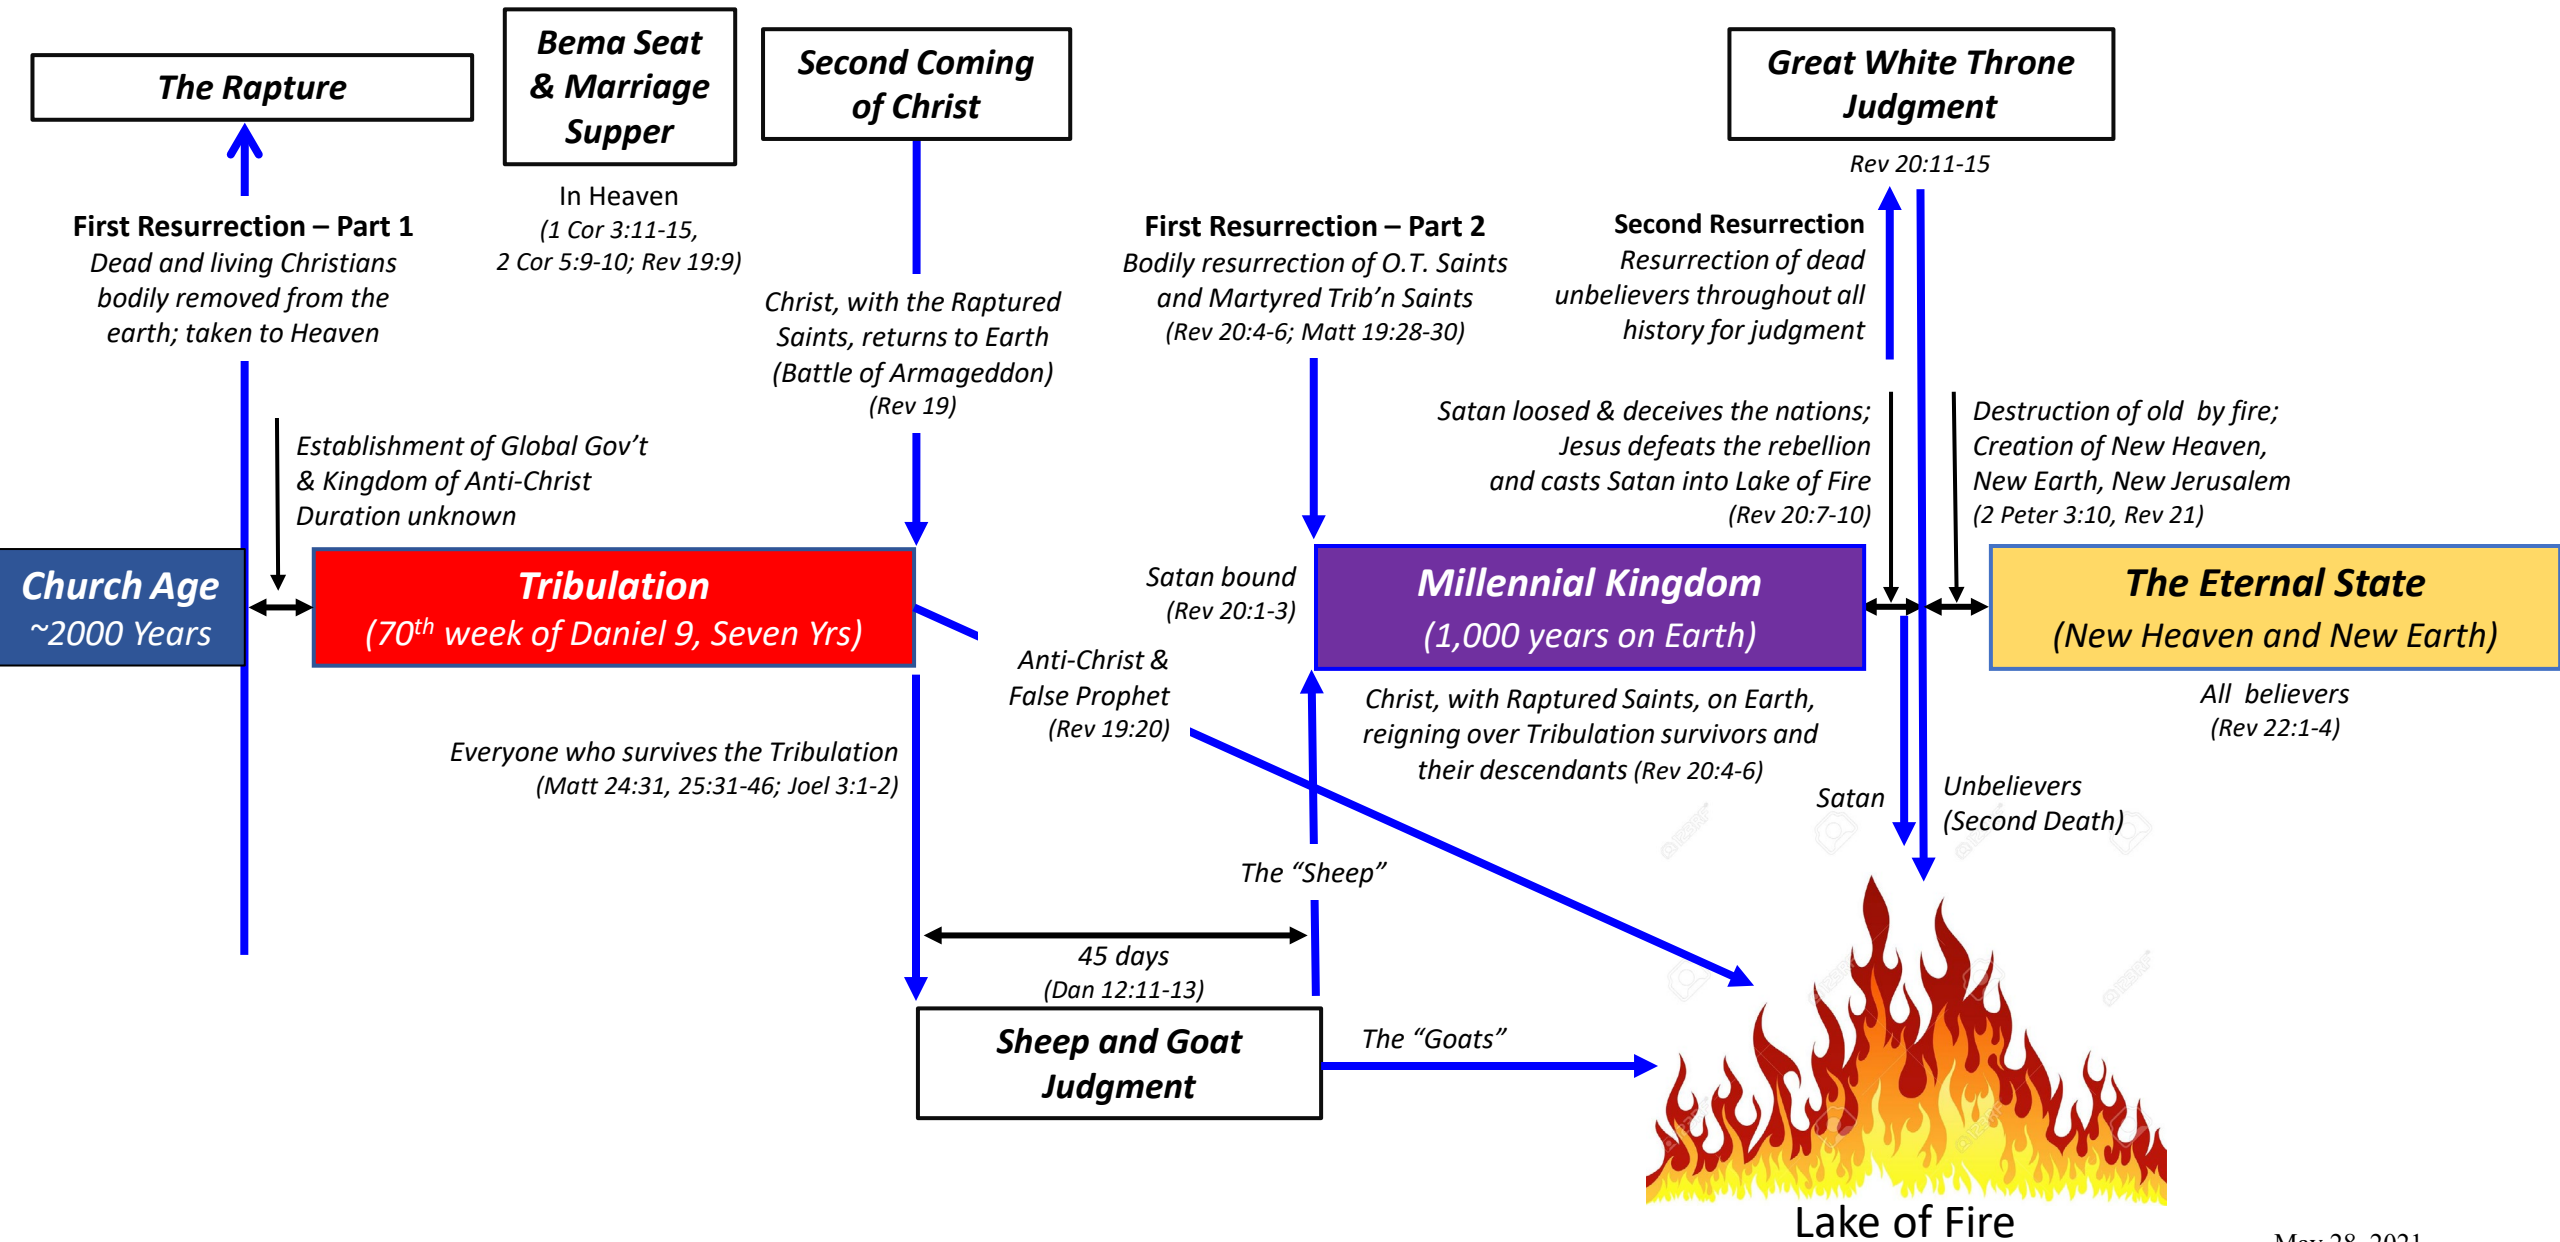 The Rapture
Bema Seat
& Marriage
Supper
Second Coming
of Christ
Great White Throne
Judgment
Rev 20:11-15
First Resurrection – Part 1
Dead and living Christians
bodily removed from the
earth; taken to Heaven
In Heaven
(1 Cor 3:11-15,
2 Cor 5:9-10; Rev 19:9)
Christ, with the Raptured
Saints, returns to Earth
(Battle of Armageddon)
(Rev 19)
First Resurrection – Part 2
Bodily resurrection of O.T. Saints
and Martyred Trib’n Saints
(Rev 20:4-6; Matt 19:28-30)
Second Resurrection
Resurrection of dead
unbelievers throughout all
history for judgment
Establishment of Global Gov’t
& Kingdom of Anti-Christ
Duration unknown
Satan loosed & deceives the nations;
Jesus defeats the rebellion
and casts Satan into Lake of Fire
(Rev 20:7-10)
Destruction of old by fire;
Creation of New Heaven,
New Earth, New Jerusalem
(2 Peter 3:10, Rev 21)
Church Age
~2000 Years
Tribulation
(70th week of Daniel 9, Seven Yrs)
Satan bound
(Rev 20:1-3)
Millennial Kingdom
(1,000 years on Earth)
The Eternal State
(New Heaven and New Earth)
Anti-Christ &
False Prophet
(Rev 19:20)
Christ, with Raptured Saints, on Earth,
reigning over Tribulation survivors and
their descendants (Rev 20:4-6)
All believers
(Rev 22:1-4)
Everyone who survives the Tribulation
(Matt 24:31, 25:31-46; Joel 3:1-2)
Satan
Unbelievers
(Second Death)
The “Sheep”
45 days
(Dan 12:11-13)
Sheep and Goat
Judgment
The “Goats”
Lake of Fire
May 28, 2021